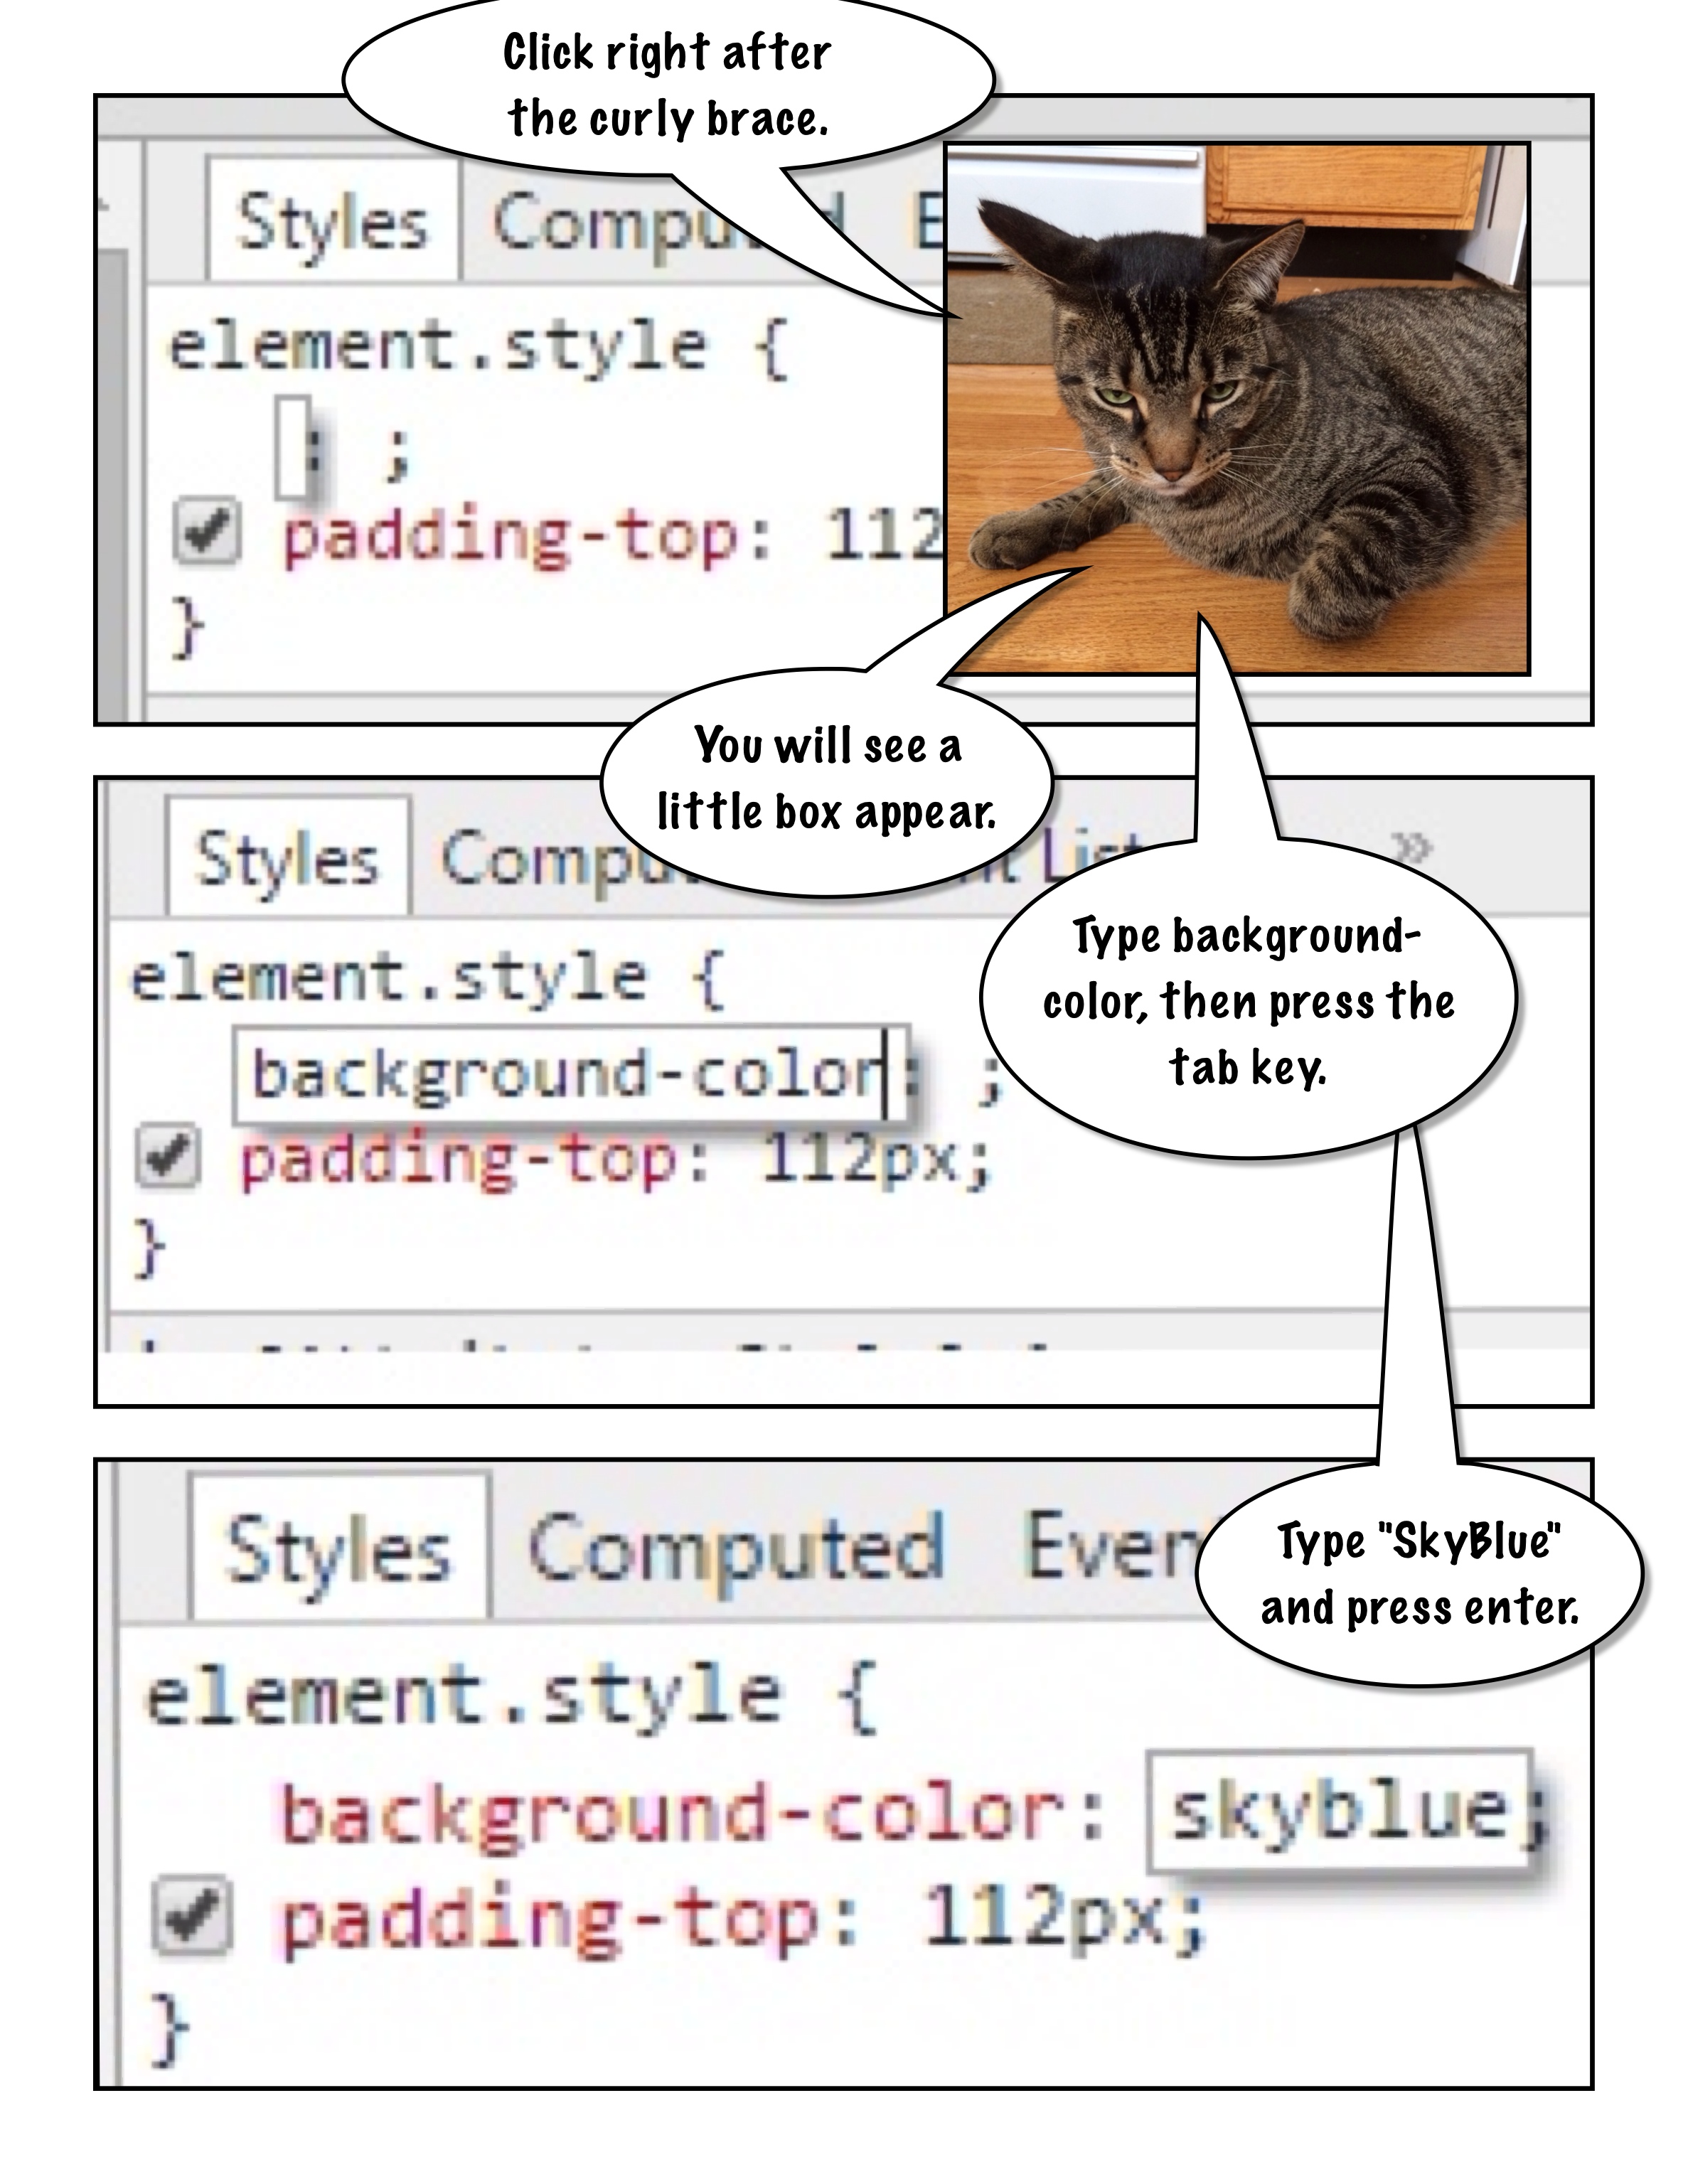 Click right after
the curly brace.
Styles
element.style {
: ;
padding-top: 112
}
You will see a
little box appear.
Styles
Type background-
color, then press the
tab key.
element.style {
background-color: ;
padding-top: 112px;
}
Type "SkyBlue"
and press enter.
Styles Computed
element.style {
background-color: skyblue;
padding-top: 112px;
}